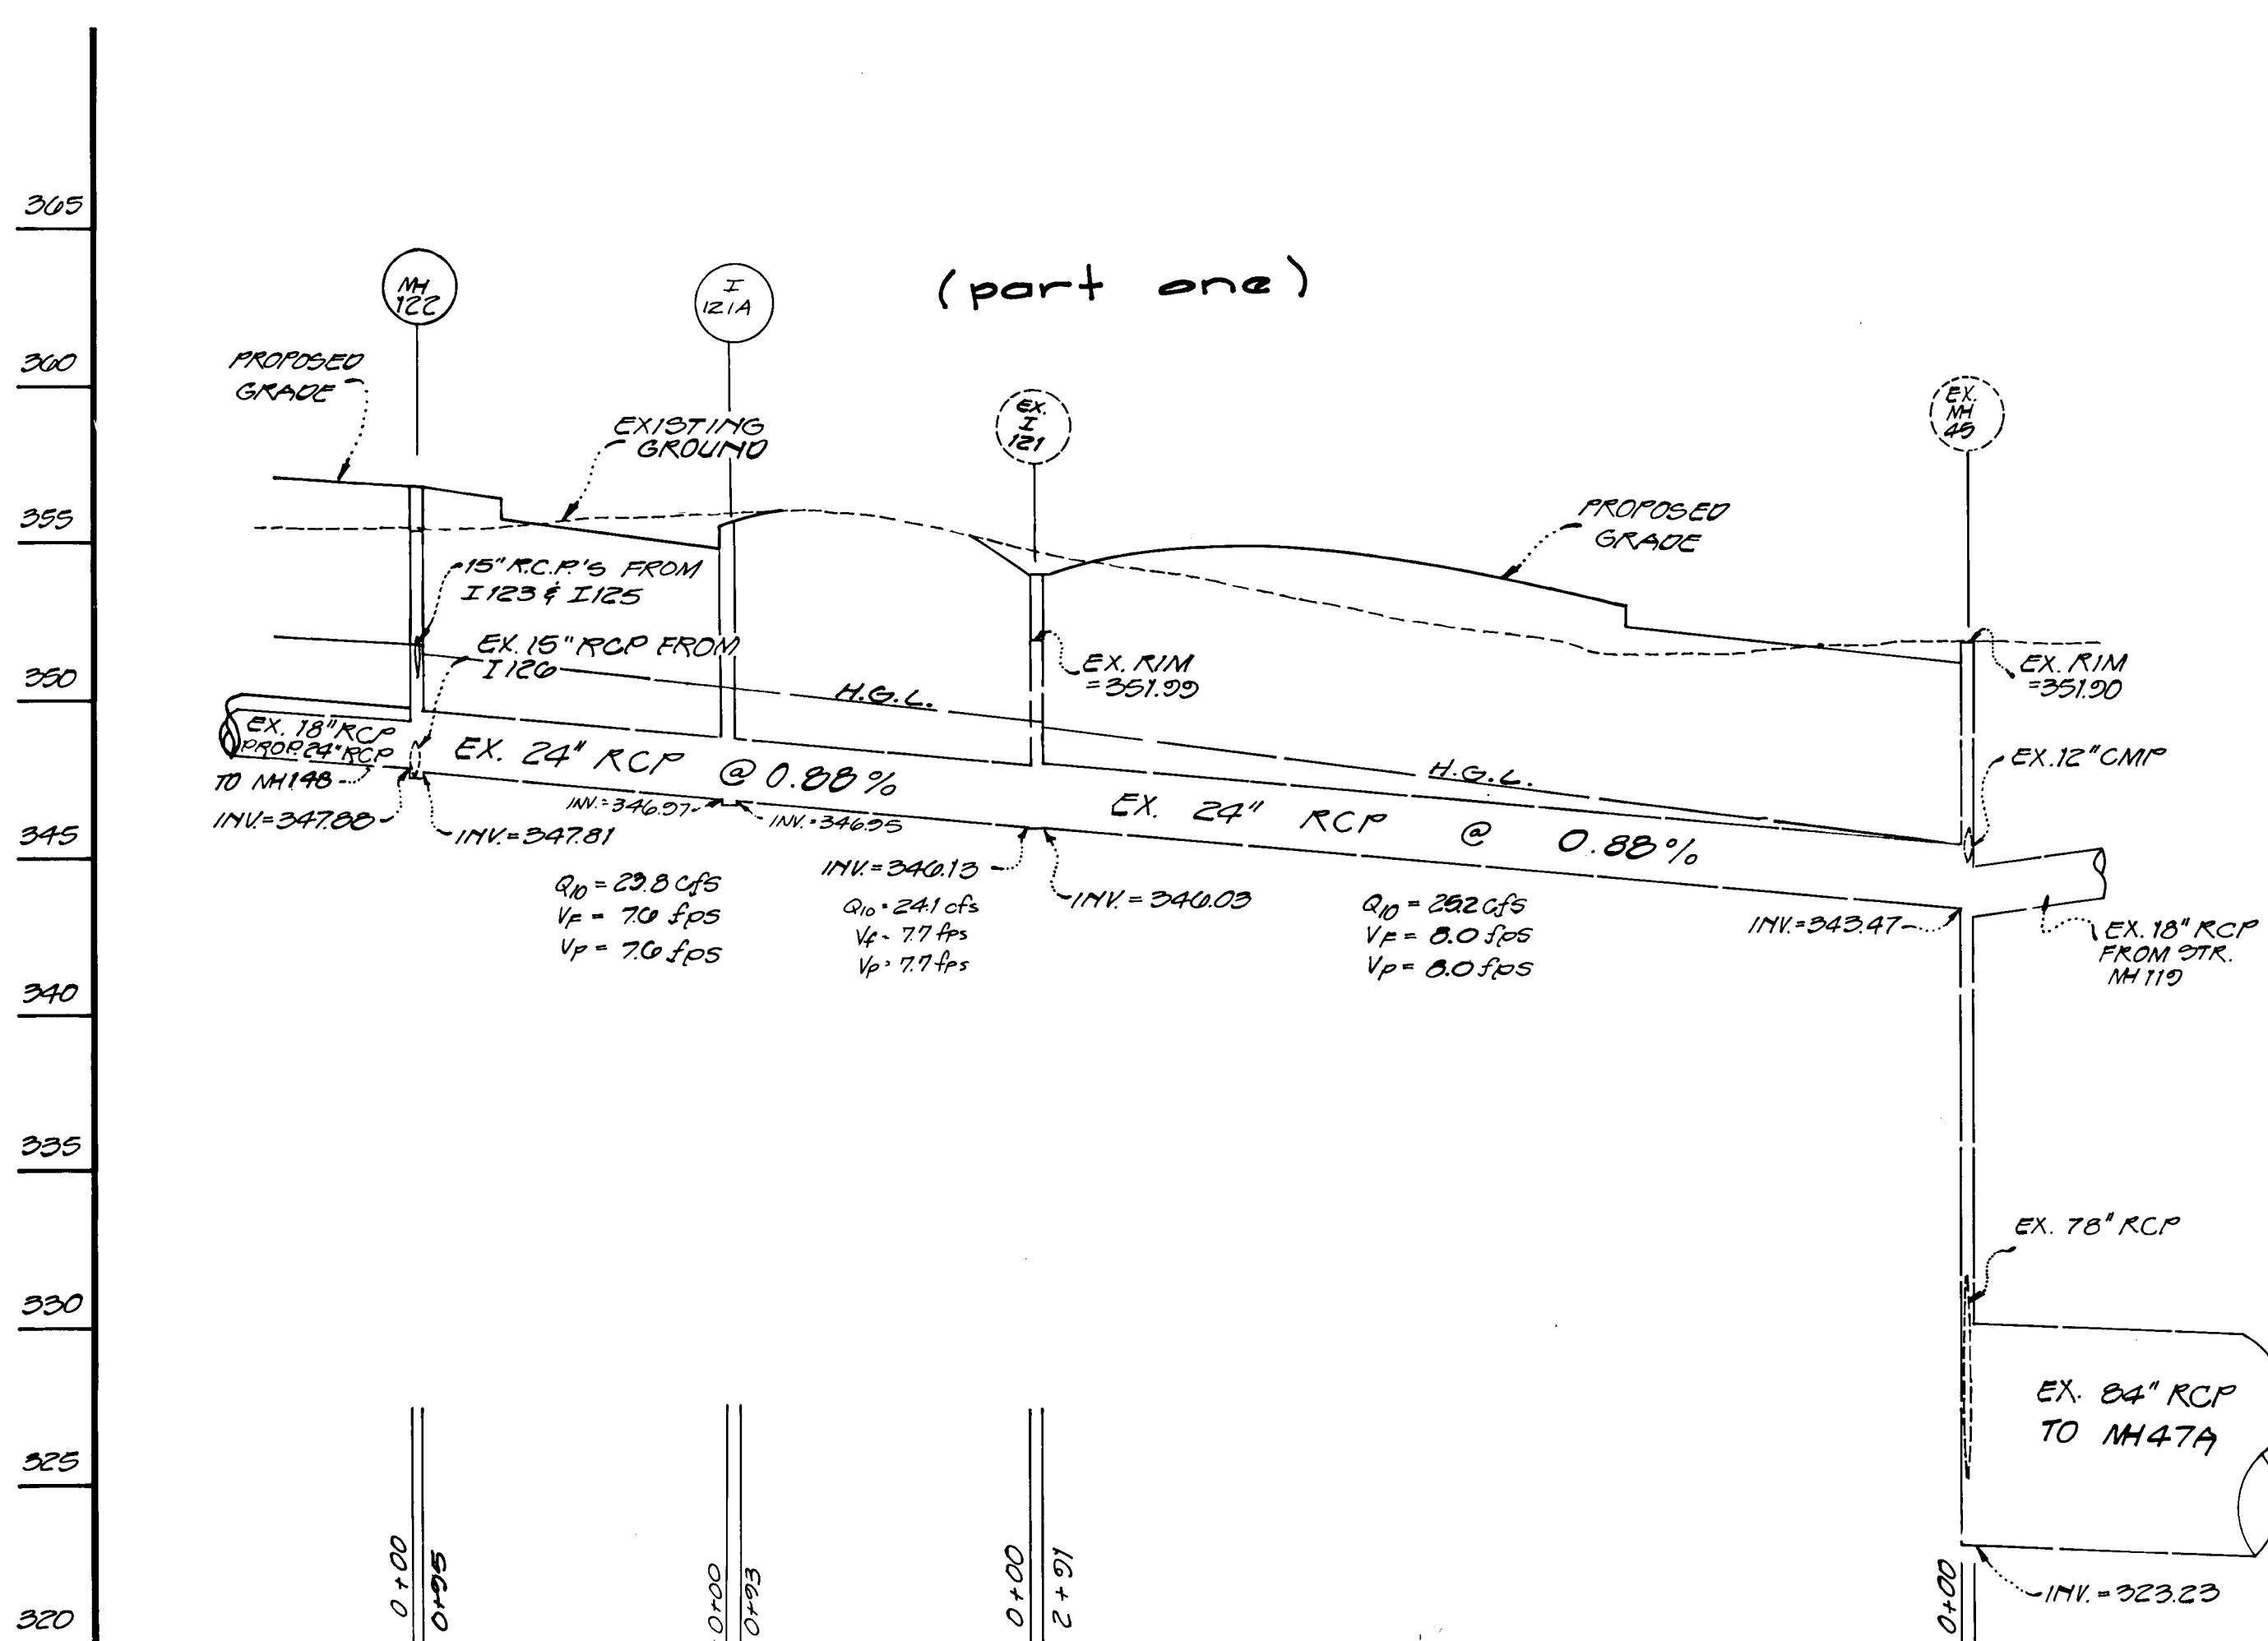 365
360
355
350
345
340
335
330
325
320
(part one)
MH
122
I
121A
EX.
I
121
EX.
MH
45
PROPOSED
GRADE
EXISTING
GROUND
PROPOSED
GRADE
15" R.C.P.'S FROM
I 123 & I 125
EX. 15" RCP FROM
I 126
H.G.L.
EX. RIM
=351.99
H.G.L.
EX. RIM
=351.90
EX. 12" CMP
EX. 18" RCP
PROP. 24" RCP
TO MH 148
EX. 24" RCP @ 0.88%
EX. 24" RCP @ 0.88%
INV.=347.88
INV.=347.81
INV.=346.97
INV.=346.95
INV.=346.13
INV.=346.03
INV.=343.47
Q10 = 23.8 cfs
VF = 7.6 fps
VP = 7.6 fps
Q10 = 24.1 cfs
Vf = 7.7 fps
Vp = 7.7 fps
Q10 = 25.2 cfs
VF = 8.0 fps
VP = 8.0 fps
EX. 18" RCP
FROM STR.
MH 119
EX. 78" RCP
EX. 84" RCP
TO MH 47A
INV.=323.23
0+00
0+95
0+00
0+93
0+00
2+91
0+00